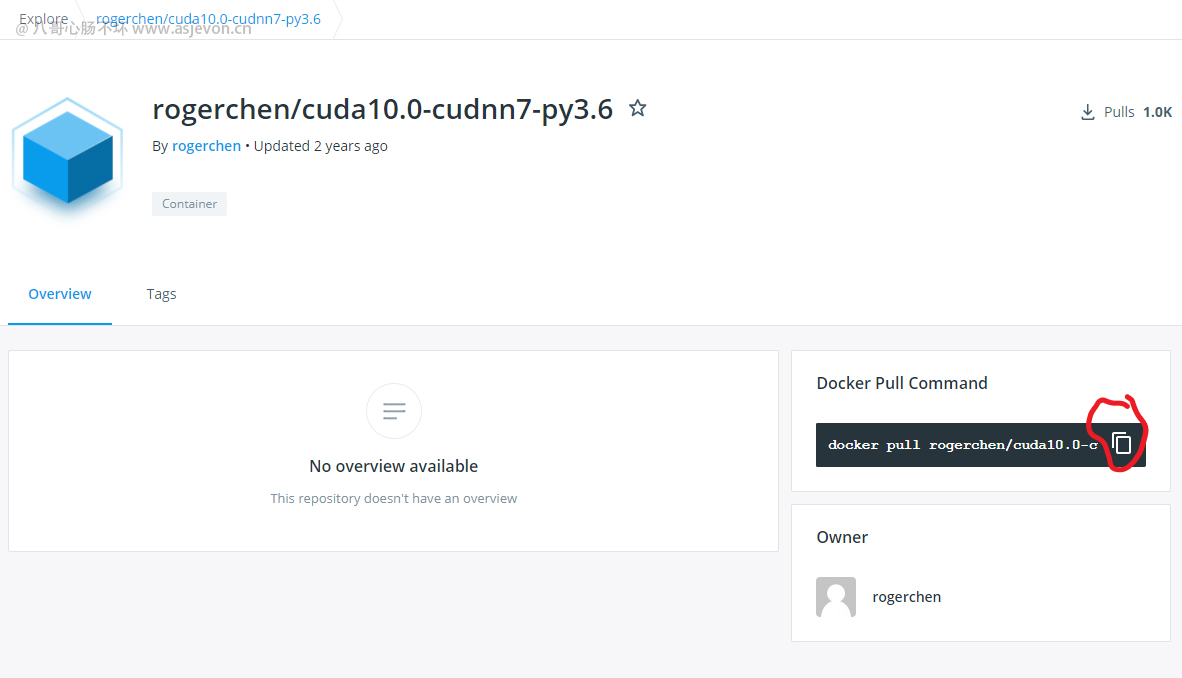 Explore rogerchen/cuda10.0-cudnn7-py3.6
@ 八哥心肠不坏 www.asjevon.cn
rogerchen/cuda10.0-cudnn7-py3.6
Pulls 1.0K
By rogerchen • Updated 2 years ago
Container
Overview Tags
Docker Pull Command
docker pull rogerchen/cuda10.0-c
No overview available
This repository doesn't have an overview
Owner
rogerchen